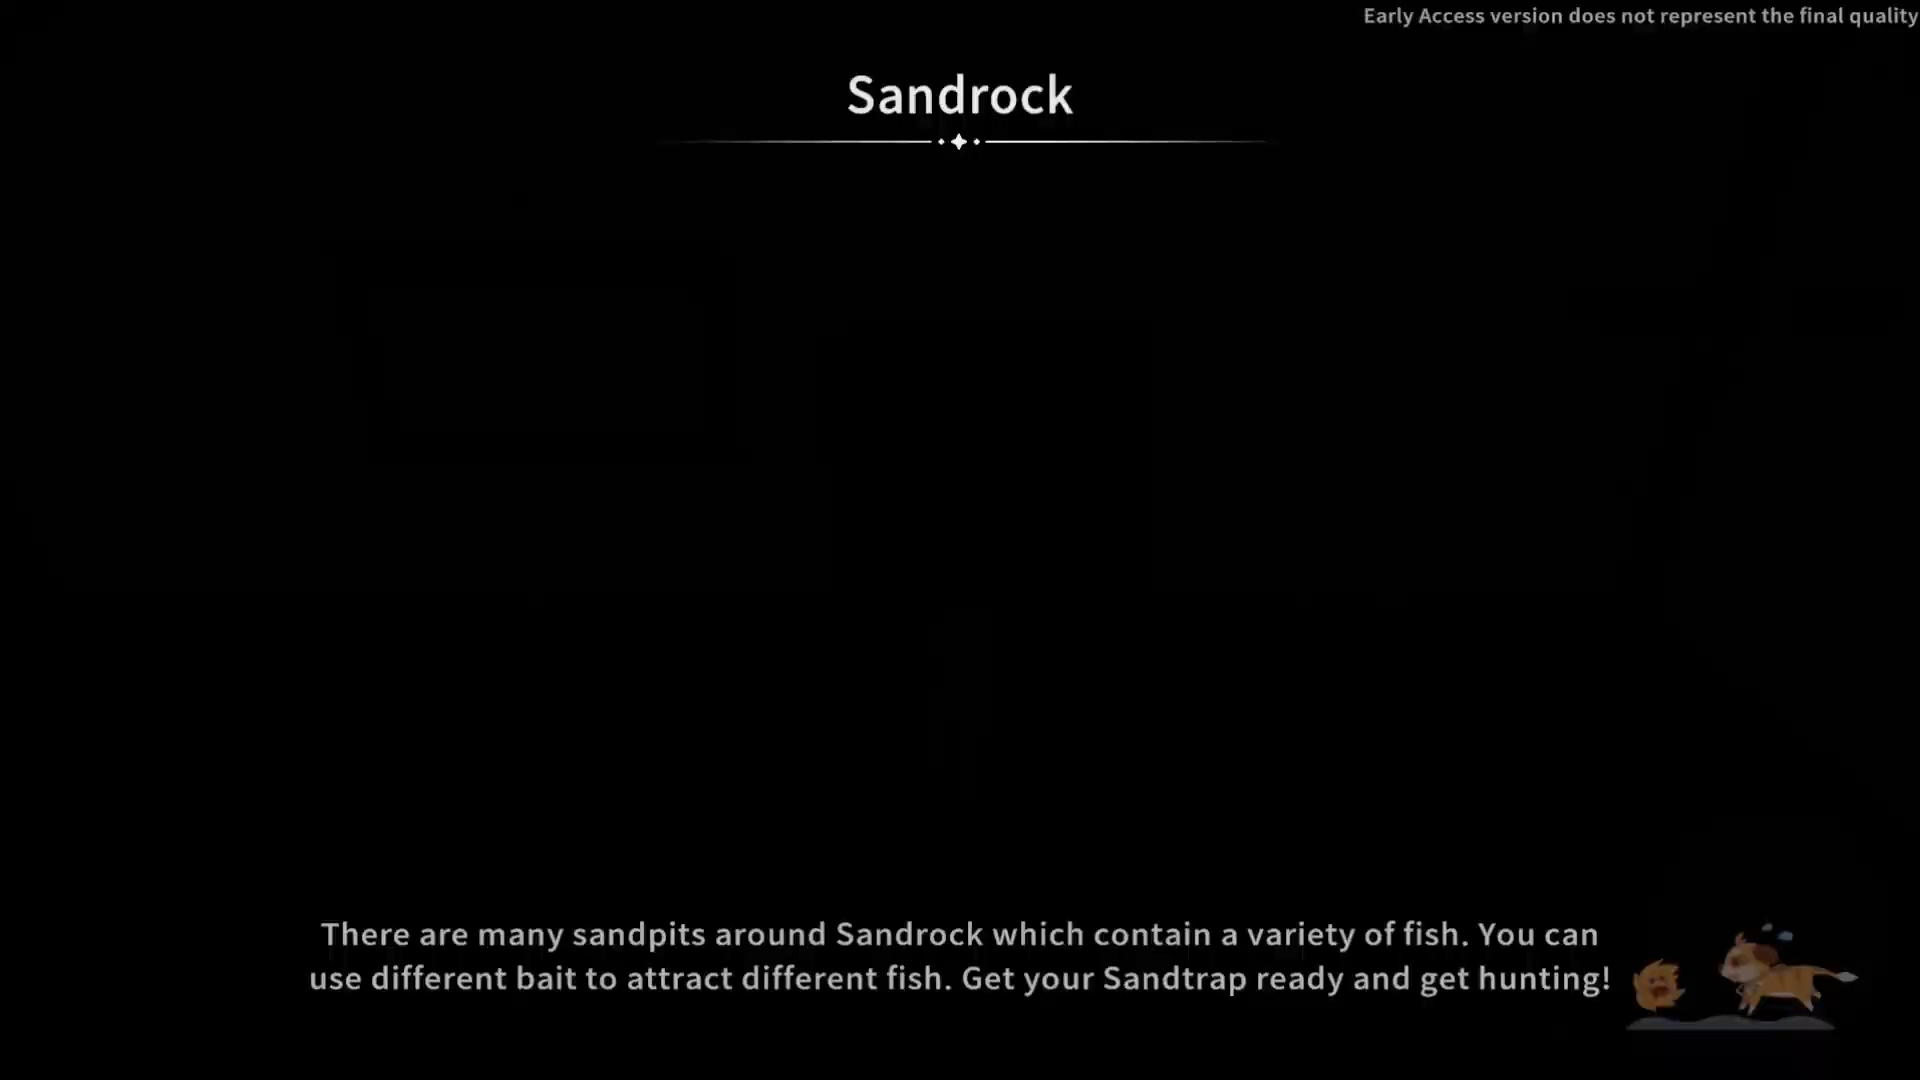 Early Access version does not represent the final quality
Sandrock
There are many sandpits around Sandrock which contain a variety of fish. You can
use different bait to attract different fish. Get your Sandtrap ready and get hunting!